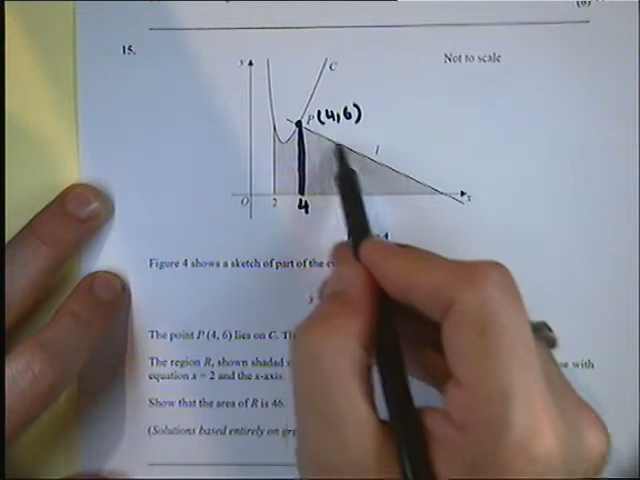 15.
Not to scale
y
C
P (4,6)
l
O 2 4 x
4
Figure 4 shows a sketch of part of the
y
The point P (4, 6) lies on C.
The region R, shown shaded
with
equation x = 2 and the x-axis.
Show that the area of R is 46.
(Solutions based entirely on